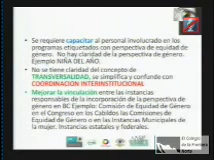 Se requiere capacitar al personal involucrado en los
programas etiquetados con perspectiva de equidad de
género. No hay claridad de la perspectiva de género.
Ejemplo NIÑA DEL AÑO.
No se tiene claridad del concepto de
TRANSVERSALIDAD, se simplifica y confunde con
COORDINACIÓN INTERINSTITUCIONAL
Mejorar la vinculación entre las instancias
responsables de la incorporación de la perspectiva de
género en BC Ejemplo: Comisión de Equidad de Género
en el Congreso en los Cabildos las Comisiones de
Equidad de Género o en las Instancias Municipales de
la mujer. Instancias estatales y federales.
El Colegio
de la Frontera
Norte